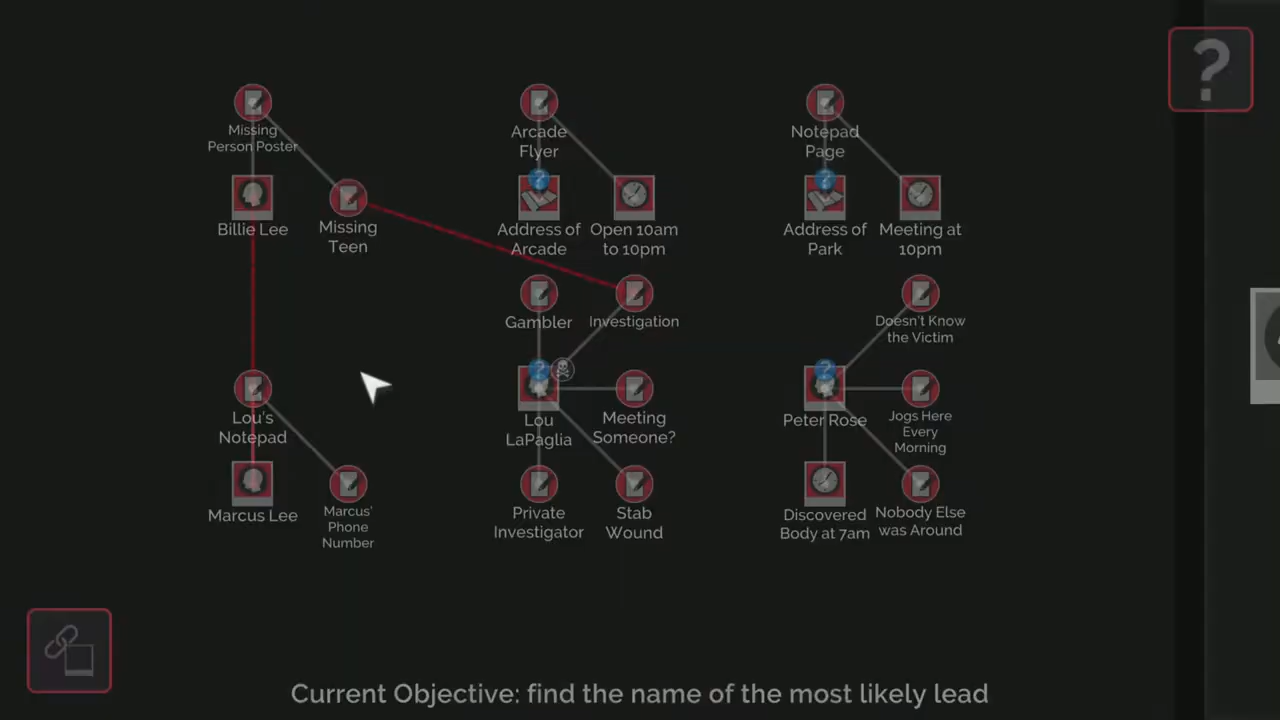 ?
Missing
Person Poster
Arcade
Flyer
Notepad
Page
?
?
Billie Lee
Missing
Teen
Address of
Arcade
Open 10am
to 10pm
Address of
Park
Meeting at
10pm
Gambler
Investigation
Doesn't Know
the Victim
?
?
Lou's
Notepad
Lou
LaPaglia
Meeting
Someone?
Peter Rose
Jogs Here
Every
Morning
Marcus Lee
Marcus'
Phone
Number
Private
Investigator
Stab
Wound
Discovered
Body at 7am
Nobody Else
was Around
Current Objective: find the name of the most likely lead